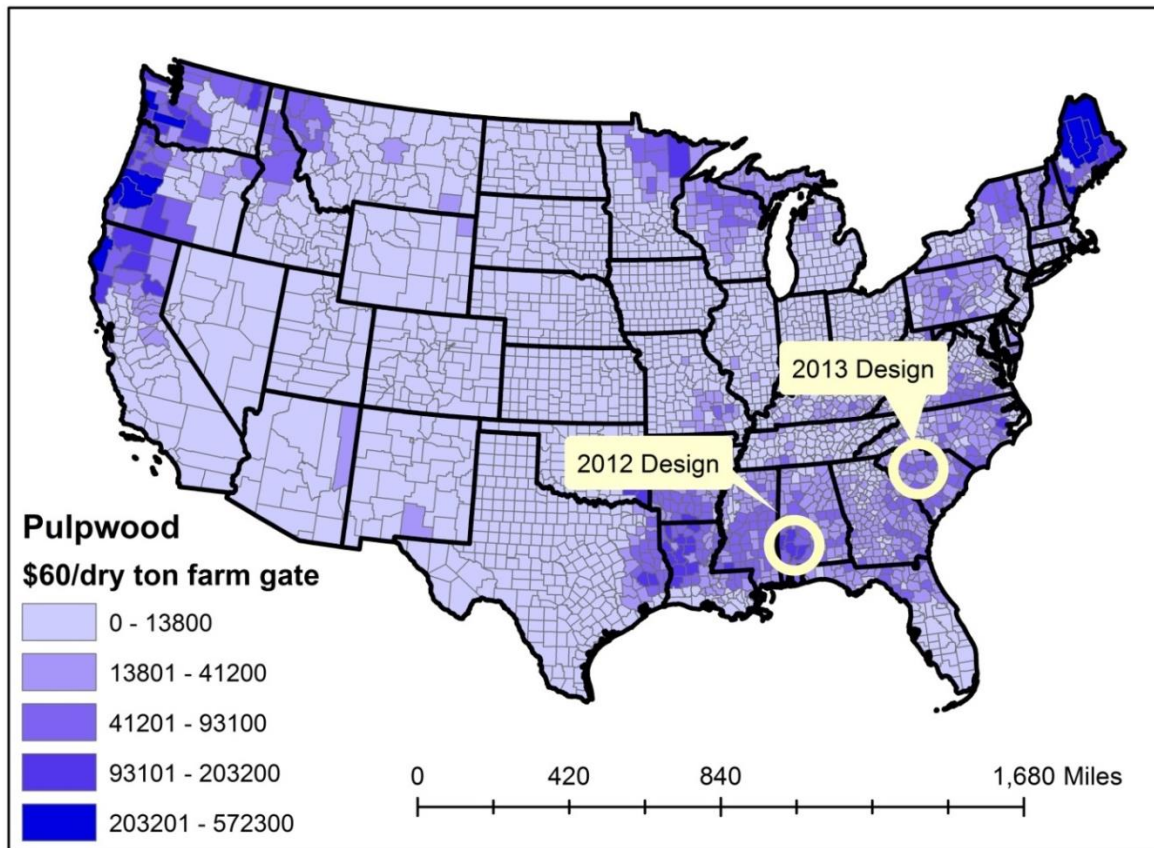 2013 Design
2012 Design
Pulpwood
$60/dry ton farm gate
0 - 13800
13801 - 41200
41201 - 93100
93101 - 203200
203201 - 572300
0 420 840 1,680 Miles